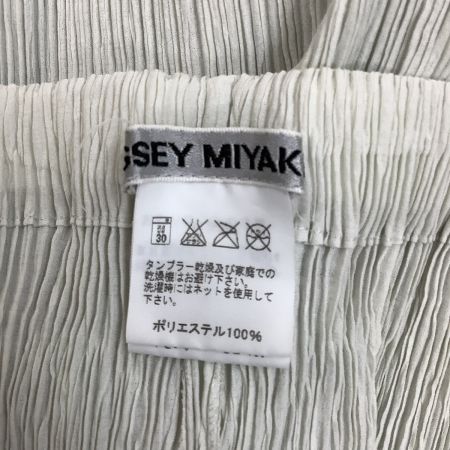 SSEY MIYAK
30
タンブラー乾燥及び家庭での
乾燥機はお避け下さい。
洗濯時にはネットを使用して
下さい。
ポリエステル100%